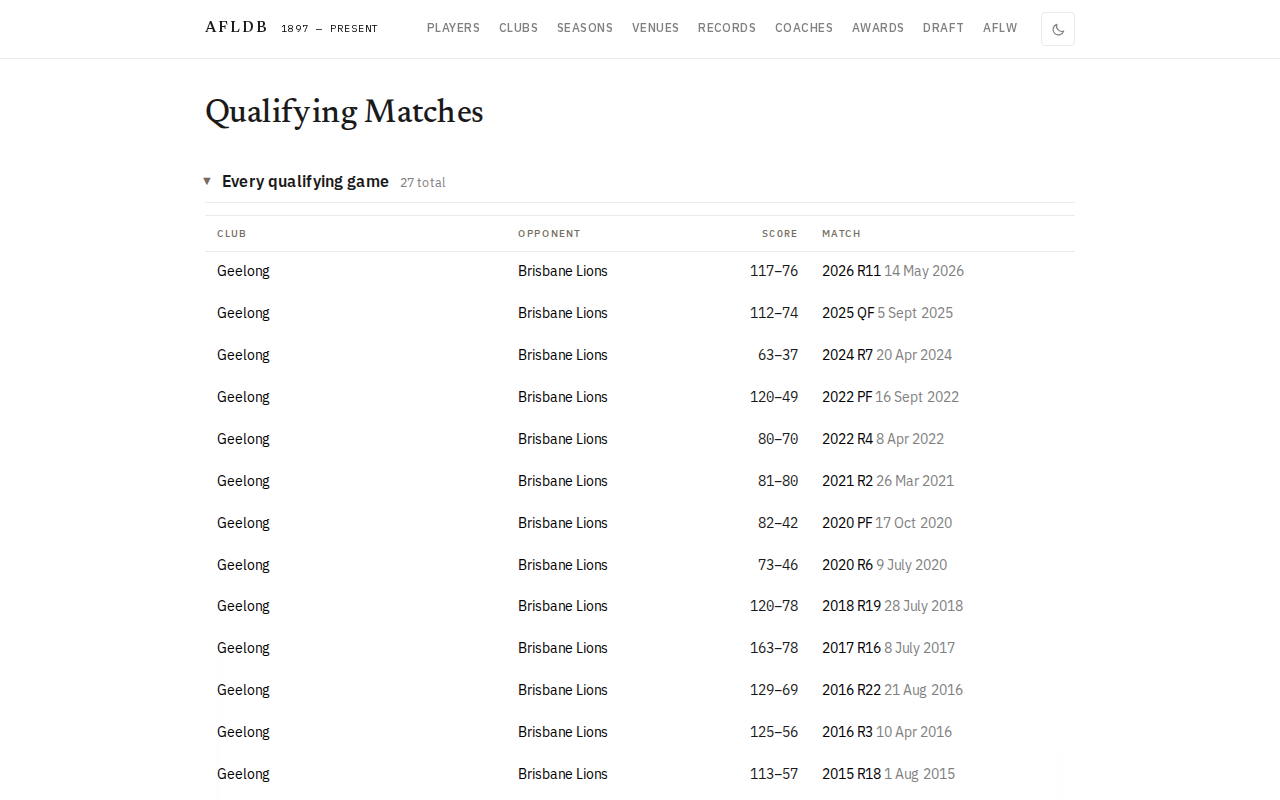 AFLDB 1897 — PRESENT PLAYERS CLUBS SEASONS VENUES RECORDS COACHES AWARDS DRAFT AFLW
Qualifying Matches
▼ Every qualifying game 27 total
CLUB OPPONENT SCORE MATCH
Geelong Brisbane Lions 117–76 2026 R11 14 May 2026
Geelong Brisbane Lions 112–74 2025 QF 5 Sept 2025
Geelong Brisbane Lions 63–37 2024 R7 20 Apr 2024
Geelong Brisbane Lions 120–49 2022 PF 16 Sept 2022
Geelong Brisbane Lions 80–70 2022 R4 8 Apr 2022
Geelong Brisbane Lions 81–80 2021 R2 26 Mar 2021
Geelong Brisbane Lions 82–42 2020 PF 17 Oct 2020
Geelong Brisbane Lions 73–46 2020 R6 9 July 2020
Geelong Brisbane Lions 120–78 2018 R19 28 July 2018
Geelong Brisbane Lions 163–78 2017 R16 8 July 2017
Geelong Brisbane Lions 129–69 2016 R22 21 Aug 2016
Geelong Brisbane Lions 125–56 2016 R3 10 Apr 2016
Geelong Brisbane Lions 113–57 2015 R18 1 Aug 2015